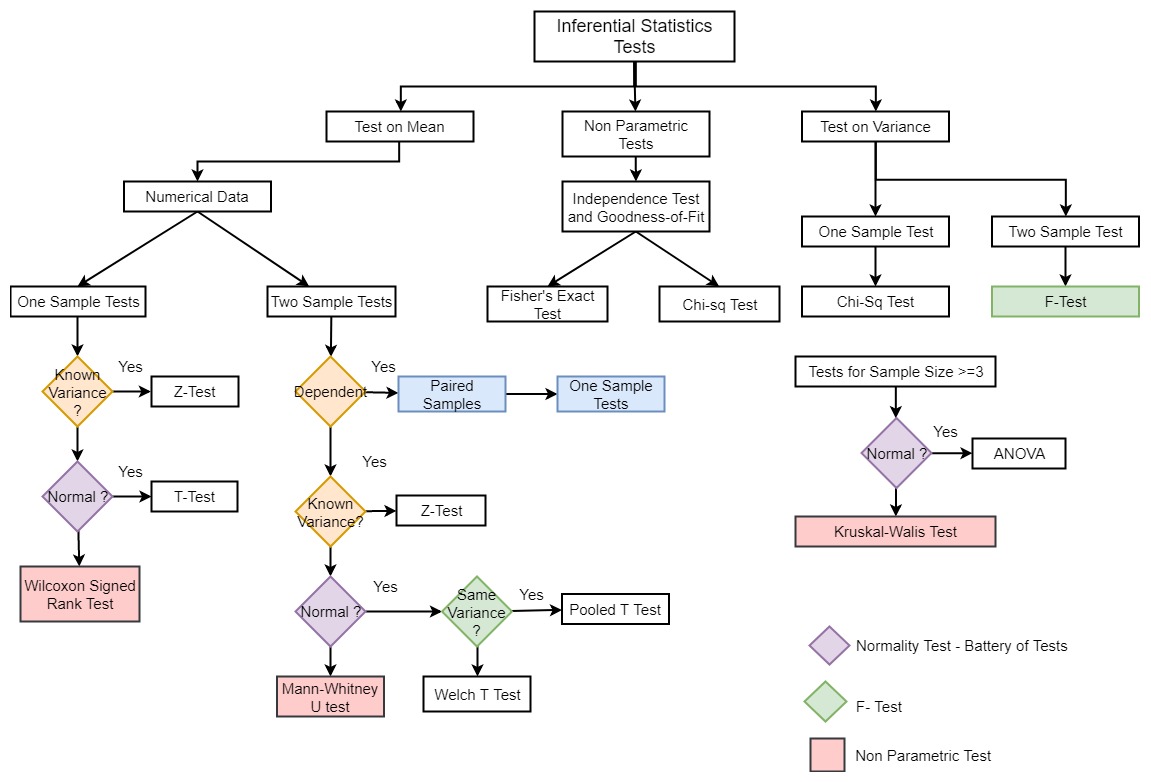 Inferential Statistics
Tests
Test on Mean
Non Parametric
Tests
Test on Variance
Numerical Data
Independence Test
and Goodness-of-Fit
One Sample Test
Two Sample Test
One Sample Tests
Two Sample Tests
Fisher's Exact
Test
Chi-sq Test
Chi-Sq Test
F-Test
Known
Variance
?
Yes
Z-Test
Dependent
Yes
Paired
Samples
One Sample
Tests
Tests for Sample Size >=3
Normal ?
Yes
ANOVA
Kruskal-Walis Test
Normal ?
Yes
T-Test
Wilcoxon Signed
Rank Test
Yes
Known
Variance?
Z-Test
Normal ?
Yes
Same
Variance
?
Yes
Pooled T Test
Mann-Whitney
U test
Welch T Test
Normality Test - Battery of Tests
F- Test
Non Parametric Test